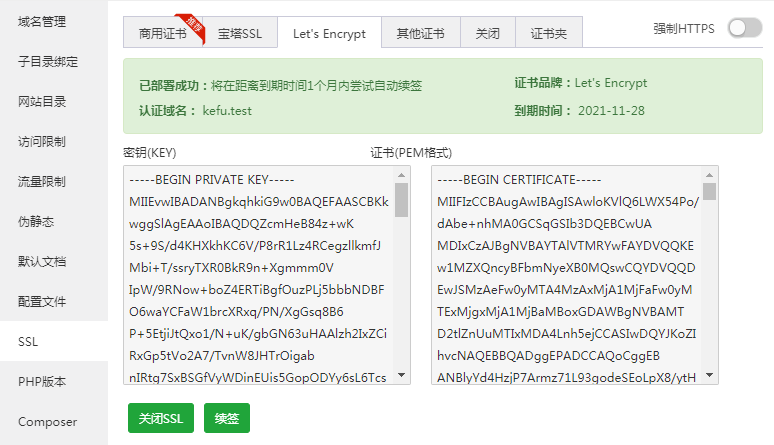 域名管理
子目录绑定
网站目录
访问限制
流量限制
伪静态
默认文档
配置文件
SSL
PHP版本
Composer
商用证书
推荐
宝塔SSL
Let's Encrypt
其他证书
关闭
证书夹
强制HTTPS
已部署成功：将在距离到期时间1个月内尝试自动续签
证书品牌：Let's Encrypt
认证域名： kefu.test
到期时间： 2021-11-28
密钥(KEY)
证书(PEM格式)
-----BEGIN PRIVATE KEY-----
MIIEvwIBADANBgkqhkiG9w0BAQEFAASCBKk
wggSlAgEAAoIBAQDQZcmHeB84z+wK
5s+9S/d4KHXkhKC6V/P8rR1Lz4RCegzllkmfJ
Mbi+T/ssryTXR0BkR9n+Xgmmm0V
IpW/9RNow+boZ4ERTiBgfOuzPLj5bbbNDBF
O6waYCFaW1brcXRxq/PN/XgGsq8B6
P+5EtjiJtQxo1/N+uK/gbGN63uHAAlzh2IxZCi
RxGp5tVo2A7/TvnW8JHTrOigab
nIRtg7SxBSGfVyWDinEUis5GopODYy6sL6Tcs
-----BEGIN CERTIFICATE-----
MIIFIzCCBAugAwIBAgISAwloKVlQ6LWX54Po/
dAbe+nhMA0GCSqGSIb3DQEBCwUA
MDIxCzAJBgNVBAYTAlVTMRYwFAYDVQQKE
w1MZXQncyBFbmNyeXB0MQswCQYDVQQD
EwJSMzAeFw0yMTA4MzAxMjA1MjFaFw0yM
TExMjgxMjA1MjBaMBoxGDAWBgNVBAMT
D2tlZnUuMTIxMDA4Lnh5ejCCASIwDQYJKoZI
hvcNAQEBBQADggEPADCCAQoCggEB
ANBlyYd4HzjP7Armz71L93godeSEoLpX8/ytH
关闭SSL
续签